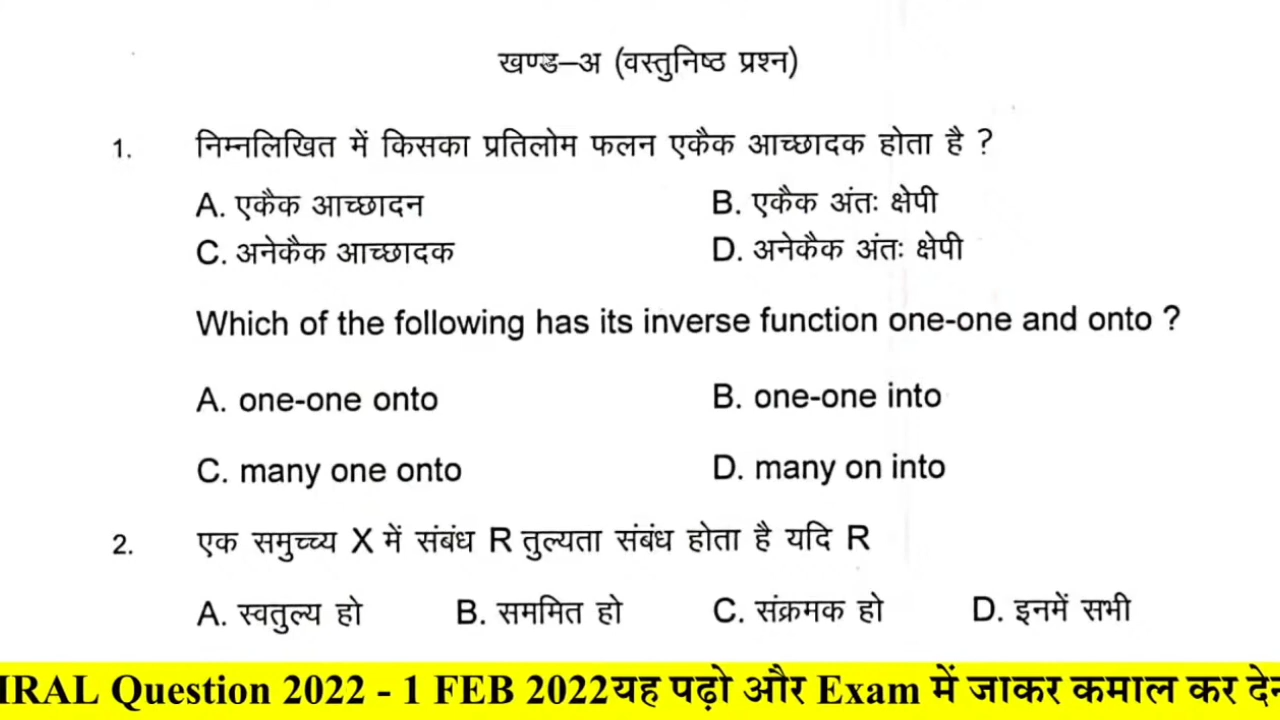 खण्ड–अ (वस्तुनिष्ठ प्रश्न)
1. निम्नलिखित में किसका प्रतिलोम फलन एकैक आच्छादक होता है ?
A. एकैक आच्छादन B. एकैक अंतः क्षेपी
C. अनेकैक आच्छादक D. अनेकैक अंतः क्षेपी
Which of the following has its inverse function one-one and onto ?
A. one-one onto B. one-one into
C. many one onto D. many on into
2. एक समुच्च्य X में संबंध R तुल्यता संबंध होता है यदि R
A. स्वतुल्य हो B. सममित हो C. संक्रमक हो D. इनमें सभी
IRAL Question 2022 - 1 FEB 2022यह पढ़ो और Exam में जाकर कमाल कर देन